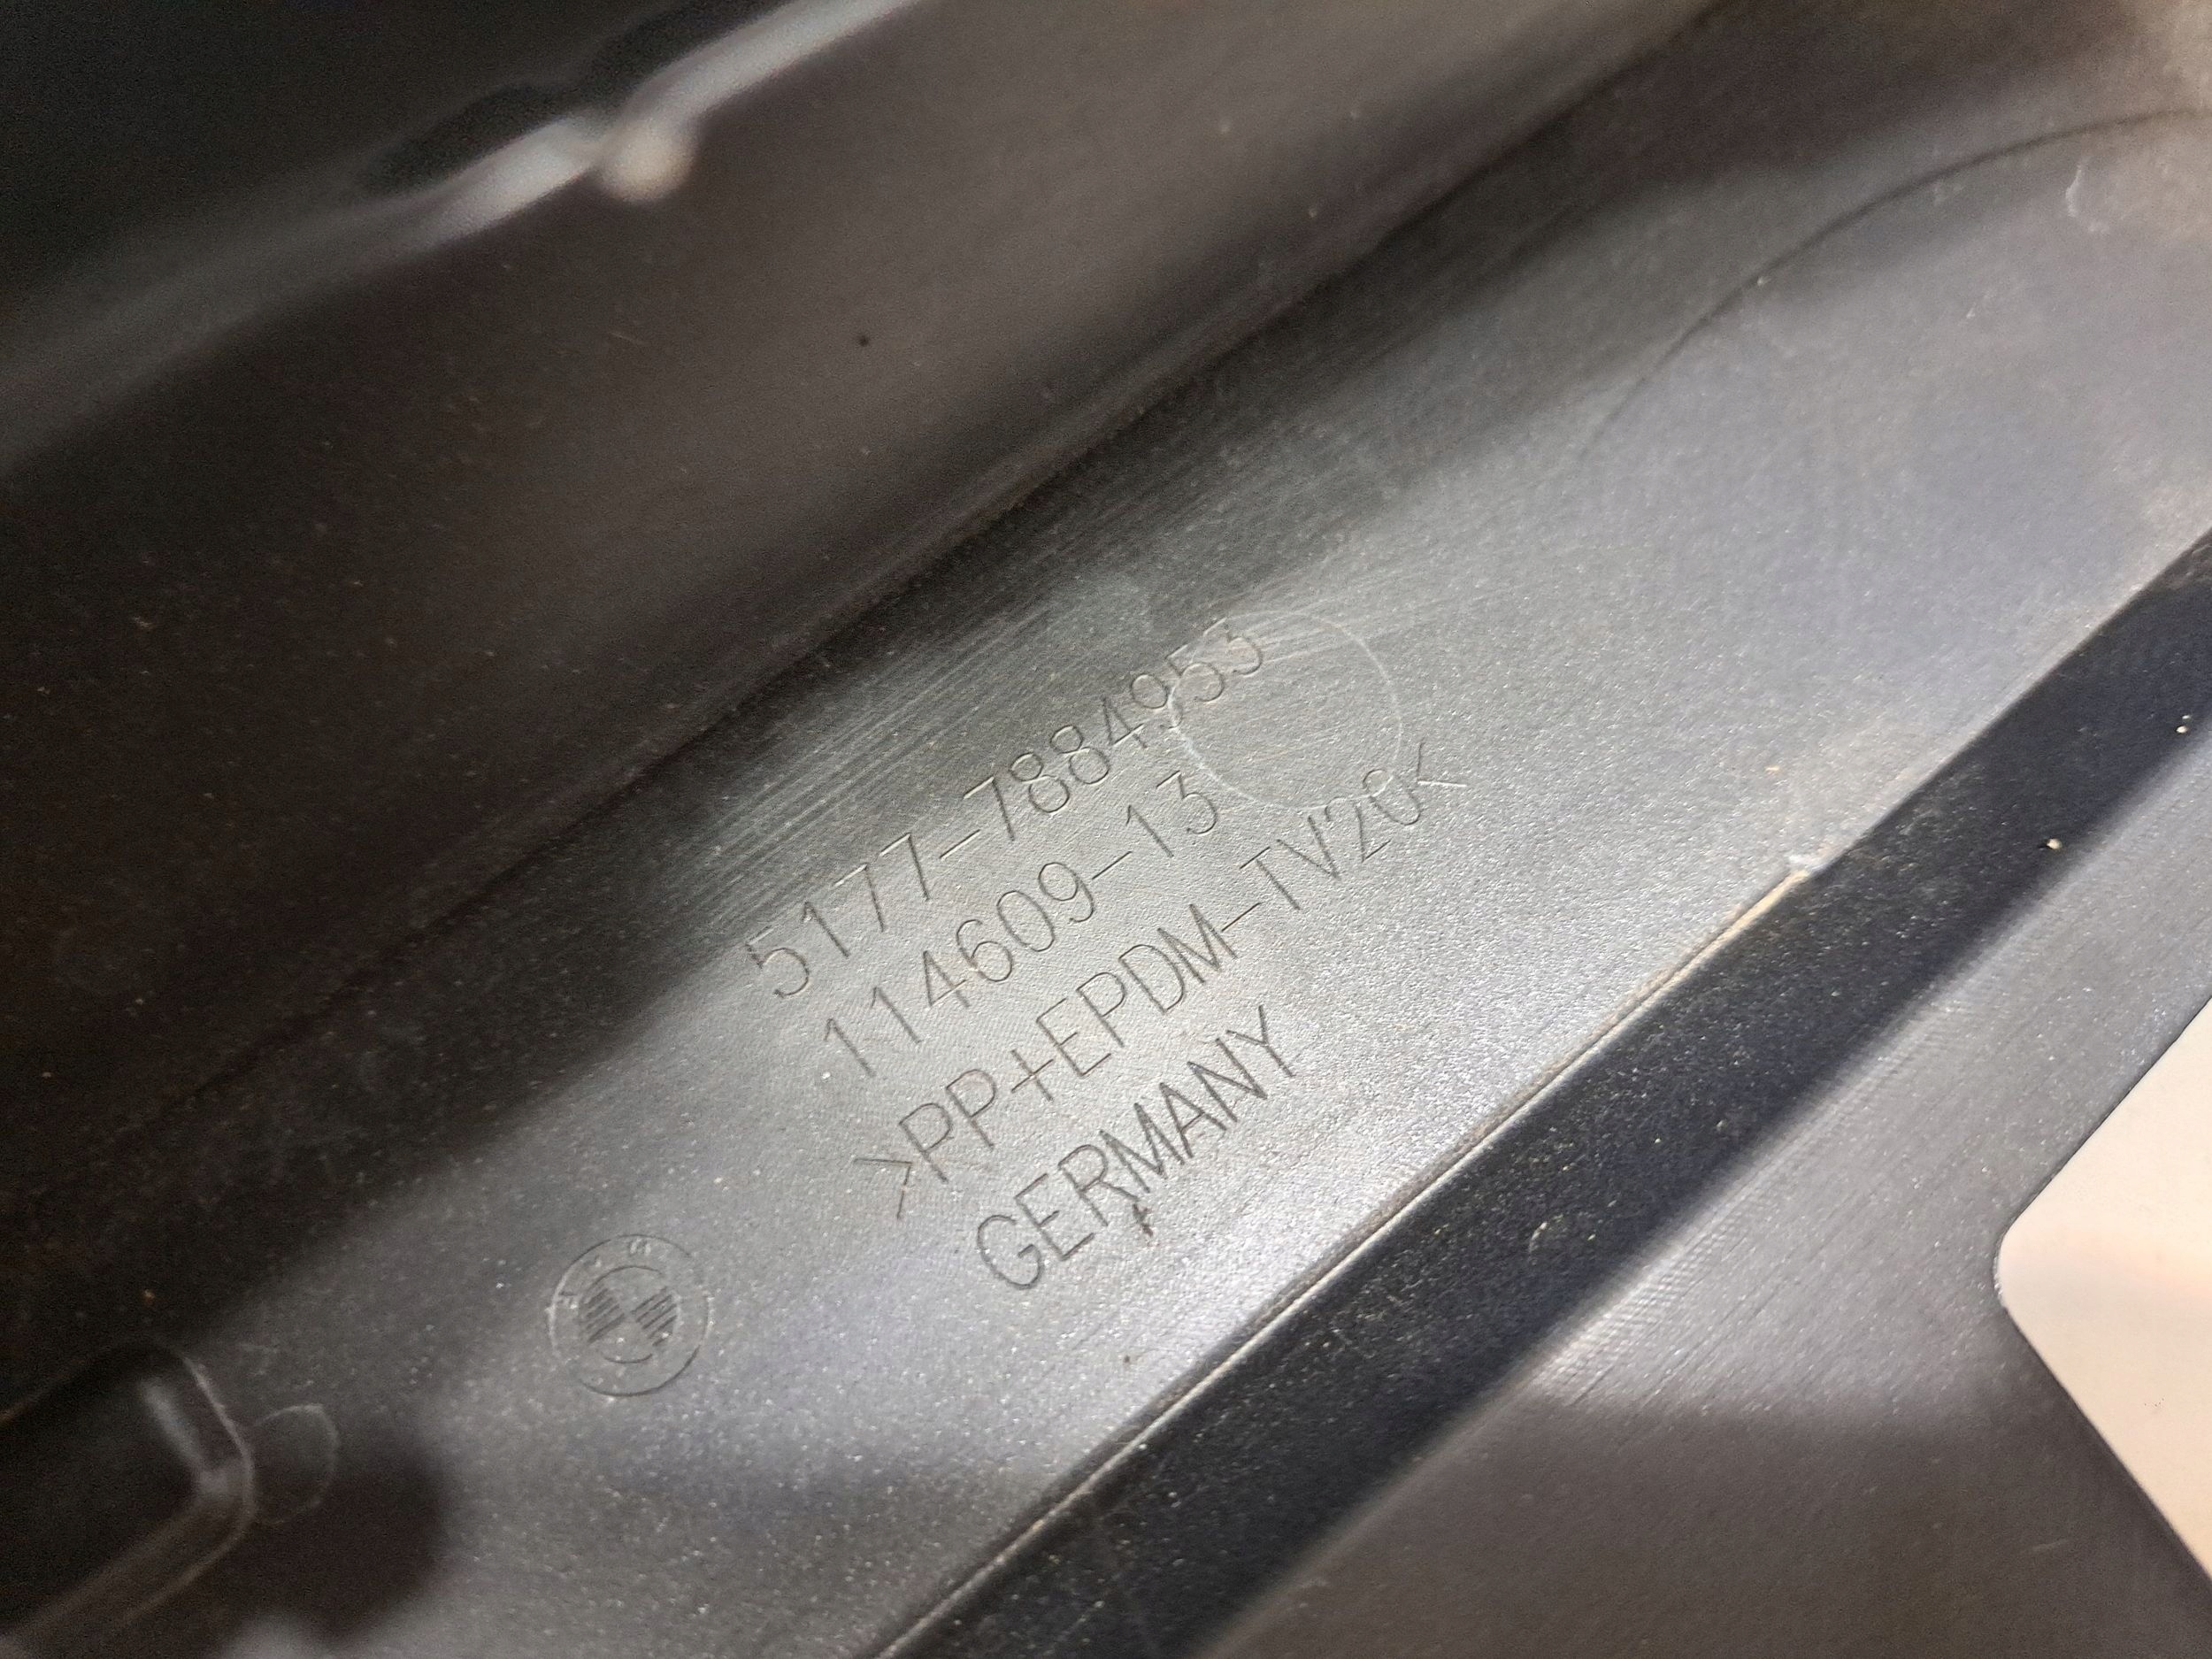 5177-7884953
114609-13
>PP+EPDM-TV20<
GERMANY